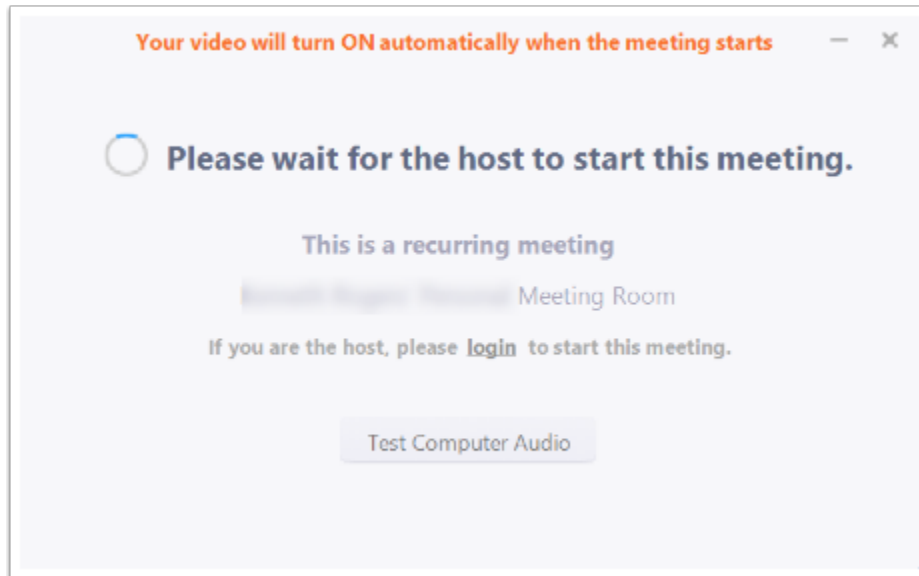 Your video will turn ON automatically when the meeting starts
Please wait for the host to start this meeting.
This is a recurring meeting
Meeting Room
If you are the host, please login to start this meeting.
Test Computer Audio